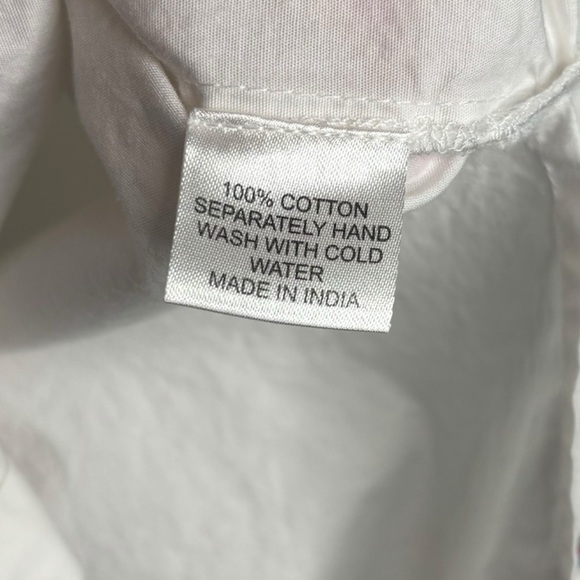 100% COTTON
SEPARATELY HAND
WASH WITH COLD
WATER
MADE IN INDIA